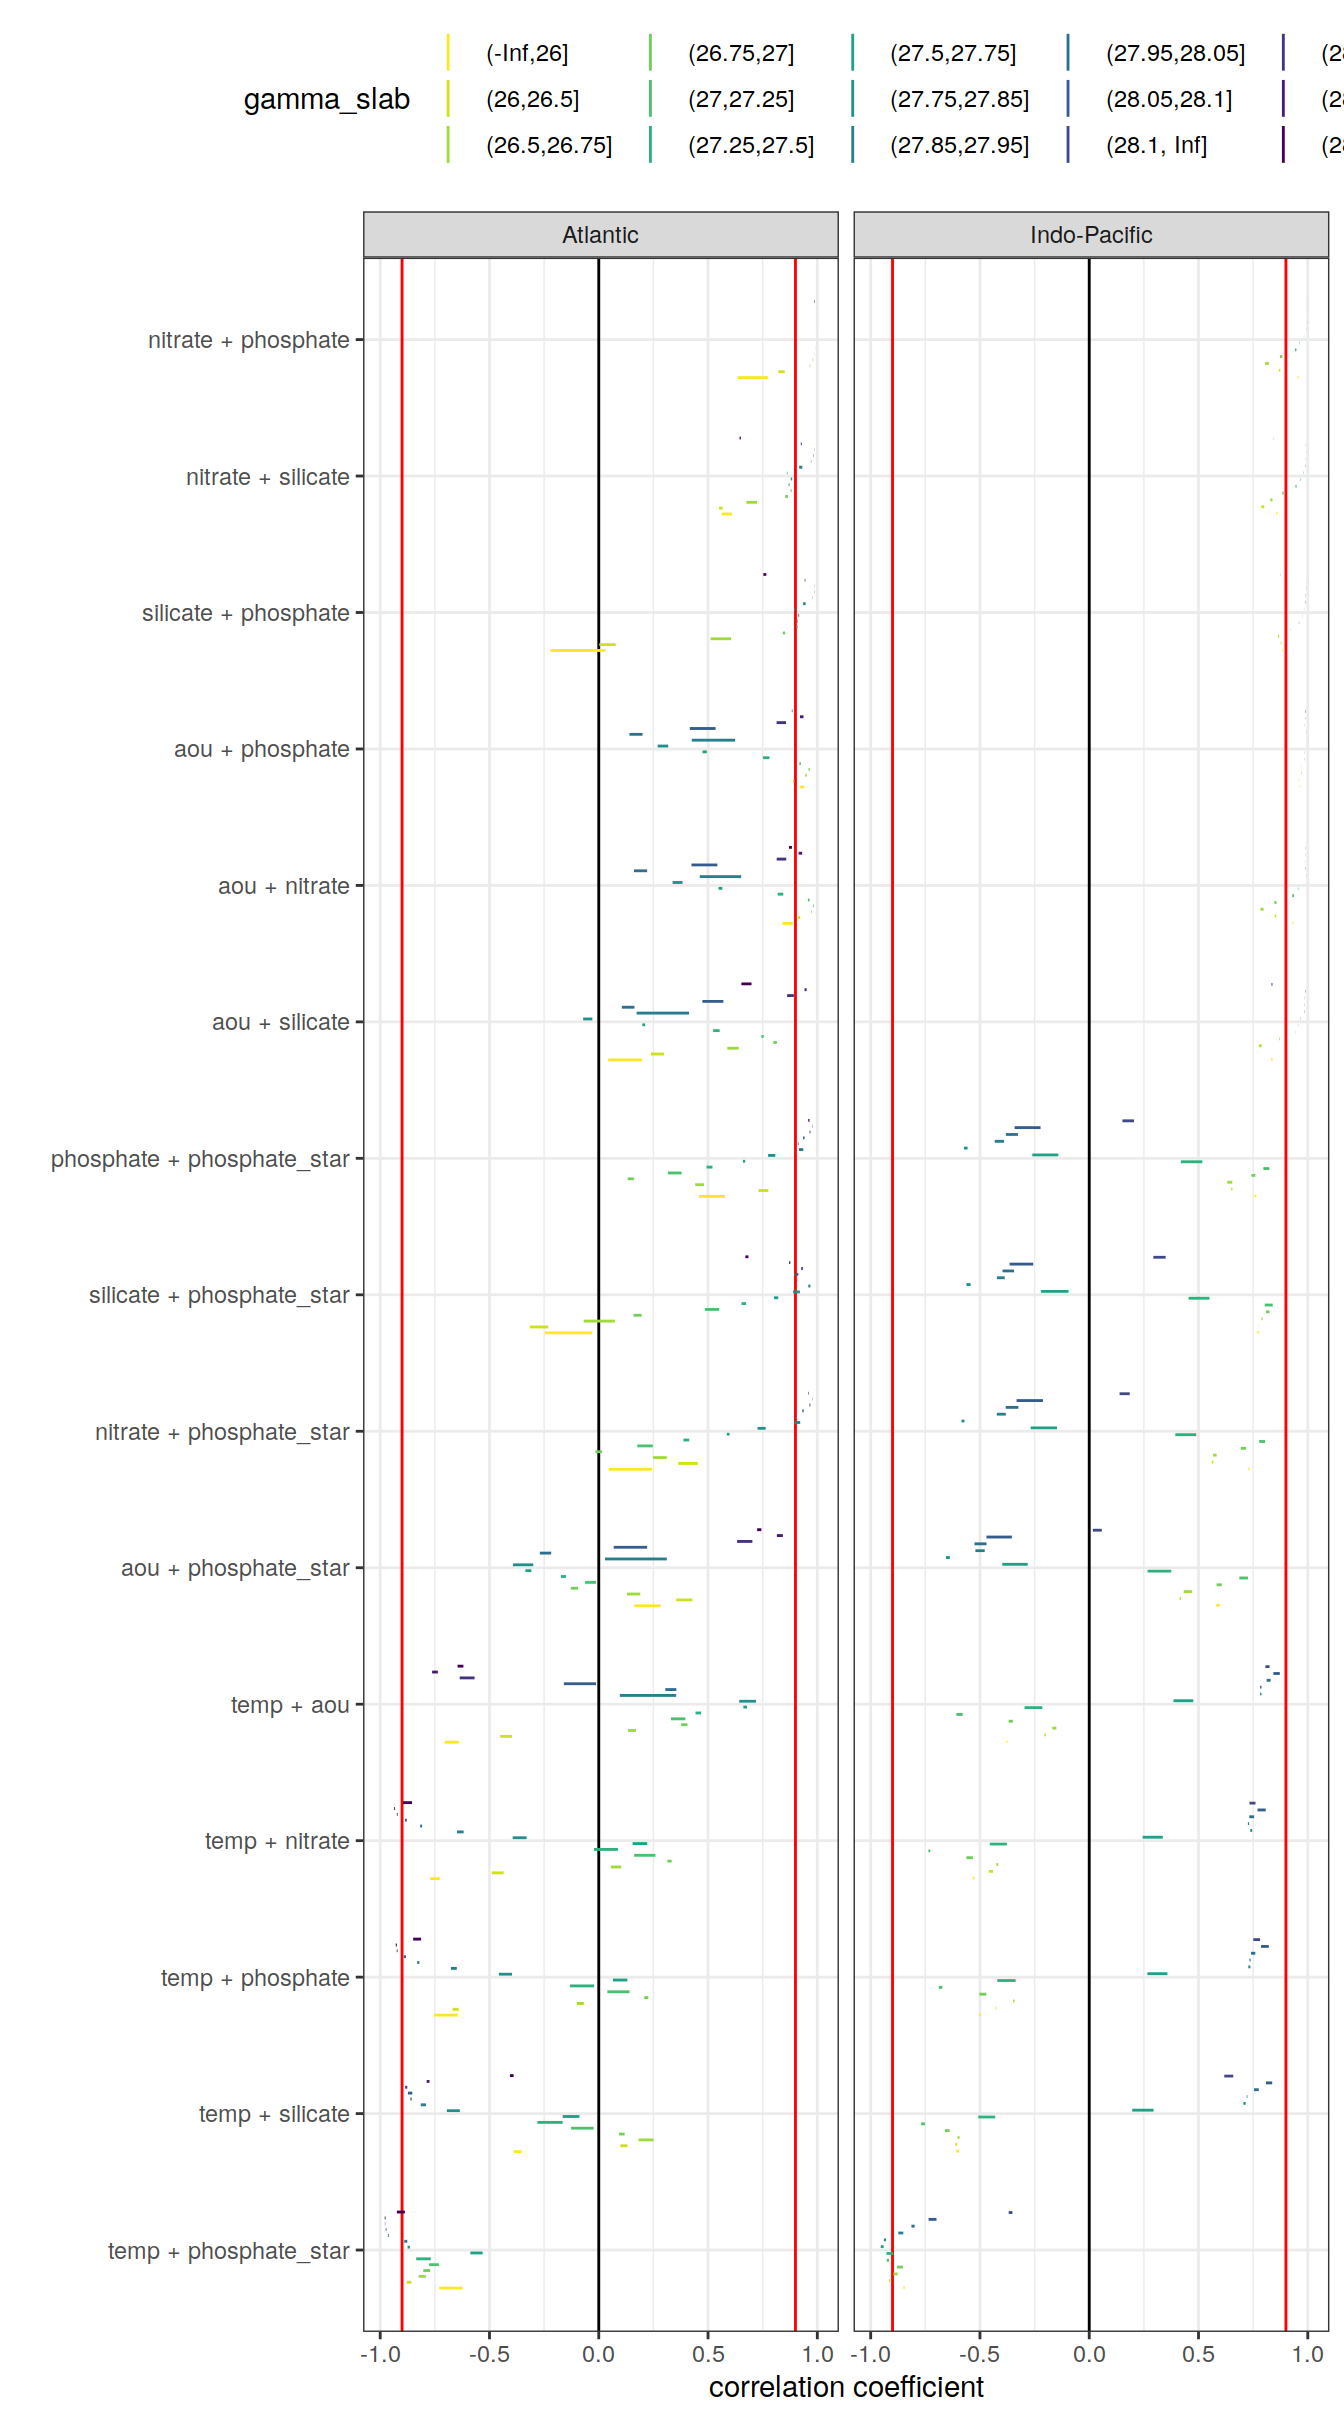 (-Inf,26] (26.75,27] (27.5,27.75] (27.95,28.05]
gamma_slab (26,26.5] (27,27.25] (27.75,27.85] (28.05,28.1]
(26.5,26.75] (27.25,27.5] (27.85,27.95] (28.1, Inf]
Atlantic Indo-Pacific
nitrate + phosphate
nitrate + silicate
silicate + phosphate
aou + phosphate
aou + nitrate
aou + silicate
phosphate + phosphate_star
silicate + phosphate_star
nitrate + phosphate_star
aou + phosphate_star
temp + aou
temp + nitrate
temp + phosphate
temp + silicate
temp + phosphate_star
-1.0 -0.5 0.0 0.5 1.0 -1.0 -0.5 0.0 0.5 1.0
correlation coefficient